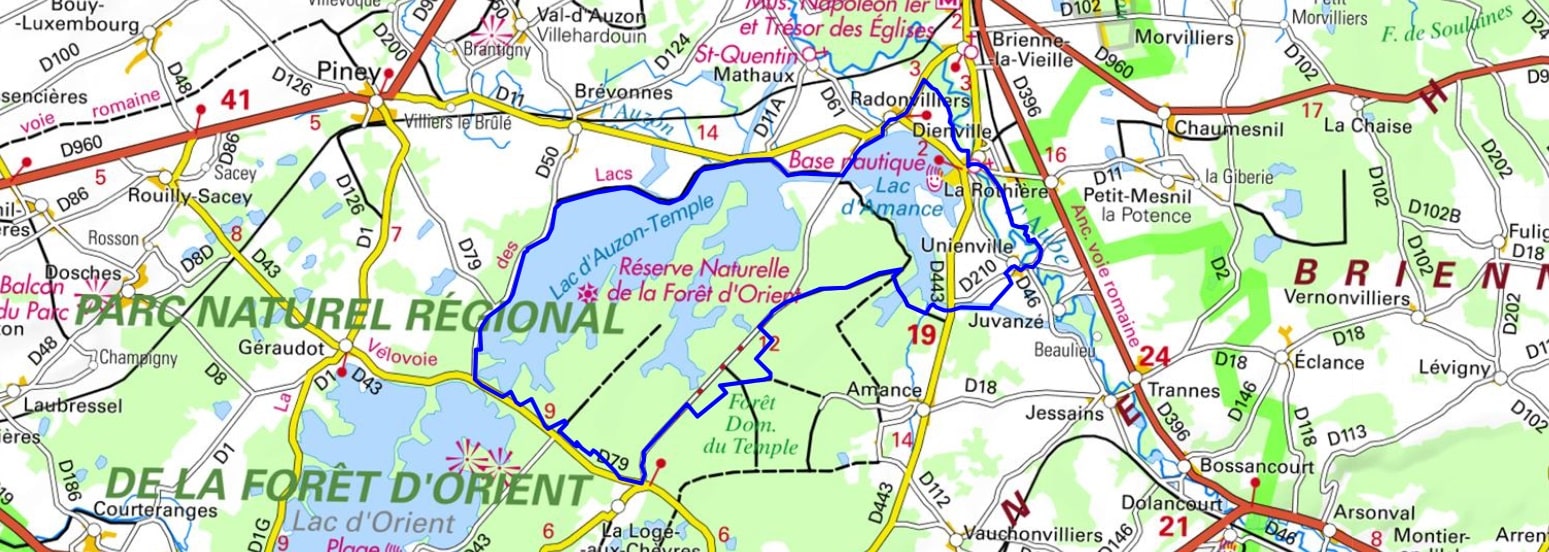 Bouy-
-Luxembourg
D100
D48
sencières
voie romaine
D960
5
D86
Rosson
Dosches
Balcon
du Parc
D48
Champigny
Laubressel
D186
Courteranges
D126
D200
Piney
41
5
D86
Sacey
Rouilly-Sacey
8
D8D
D43
D126
D1
7
D79
Val-d'Auzon
Villehardouin
Brantigny
D124
D11
Villiers le Brûlé
Brévonnes
l'Auzon
14
D50
D11A
Mus. Napoléon Ier
et Trésor des Églises
St-Quentin
Mathaux
D61
2
3
3
Radonvilliers
Dienville
2
Base nautique
Lac
d'Amance
La Rothière
Brienne-
-la-Vieille
D396
D102
D960
Morvilliers
Petit
Morvilliers
D102
F. de Soulaines
D24
17
H
La Chaise
Chaumesnil
16
D11
la Giberie
Petit-Mesnil
la Potence
D102
D202
D102B
D18
D102
B R I E N N
Vernonvilliers
D202
Lacs
des
Lac d'Auzon-Temple
Réserve Naturelle
de la Forêt d'Orient
PARC NATUREL RÉGIONAL
DE LA FORÊT D'ORIENT
Géraudot
Vélovoie
D1
D43
La
D8
D1
D1G
9
Lac d'Orient
Plage
D43
9
D79
12
Forêt
Dom.
du Temple
La Loge-
-aux-Chèvres
6
6
Unienville
D210
D443
D46
Juvanzé
19
l'Aube
Anc. voie romaine
D2
Beaulieu
24
Trannes
Amance
D18
Jessains
E
D396
14
D443
D112
N
Vauchonvilliers
D146
D18
D146
D18
Éclance
Lévigny
D118
D113
D102
Bossancourt
Dolancourt
21
D46
Arsonval
8
Montier-
Arren